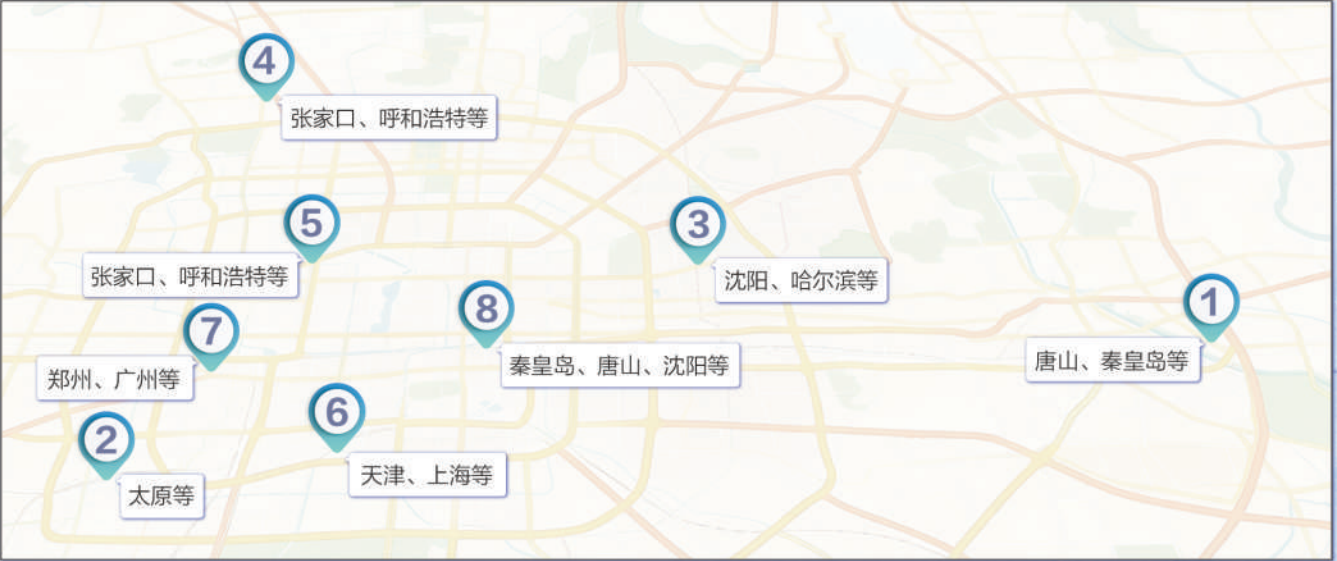 4
张家口、呼和浩特等
5
张家口、呼和浩特等
3
沈阳、哈尔滨等
8
秦皇岛、唐山、沈阳等
1
唐山、秦皇岛等
7
郑州、广州等
6
天津、上海等
2
太原等